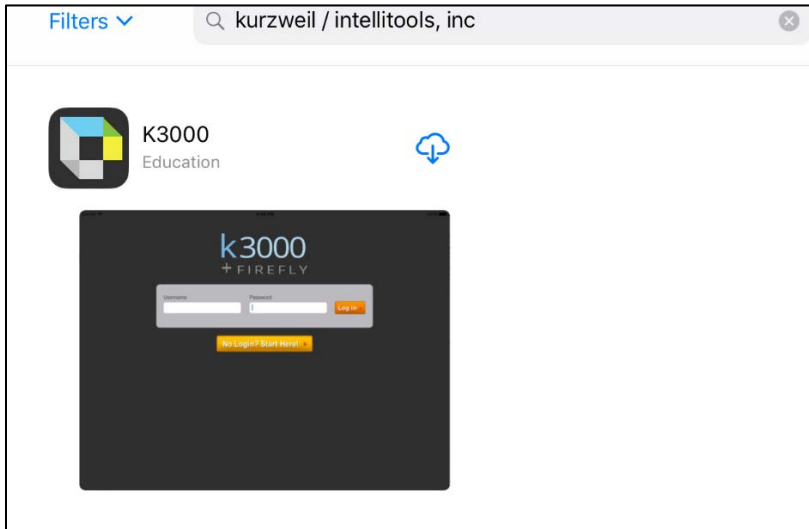 Filters
kurzweil / intellitools, inc
K3000
Education
k3000
+ FIREFLY
Username Password
Log In
No Login? Start Here!